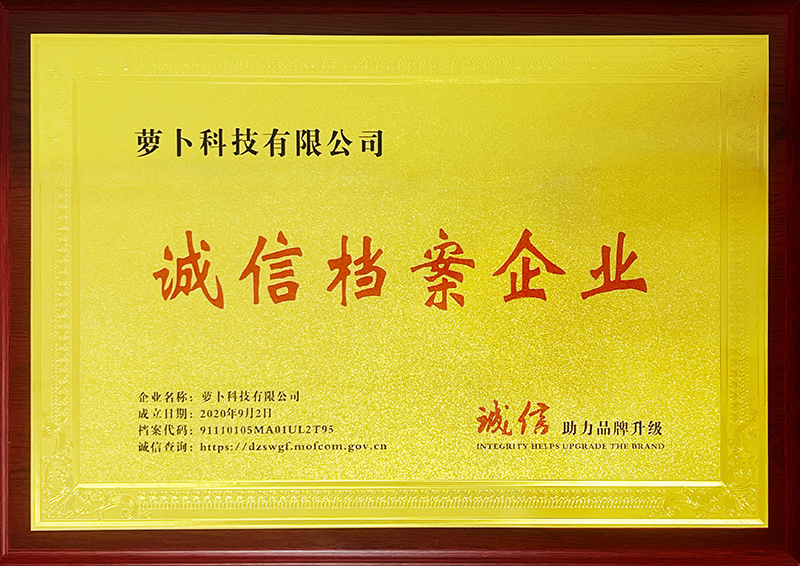 萝卜科技有限公司
诚信档案企业
企业名称：萝卜科技有限公司
成立日期：2020年9月2日
档案代码：91110105MA01UL2T95
诚信查询：https://dzswgf.mofcom.gov.cn
诚信 助力品牌升级
INTEGRITY HELPS UPGRADE THE BRAND